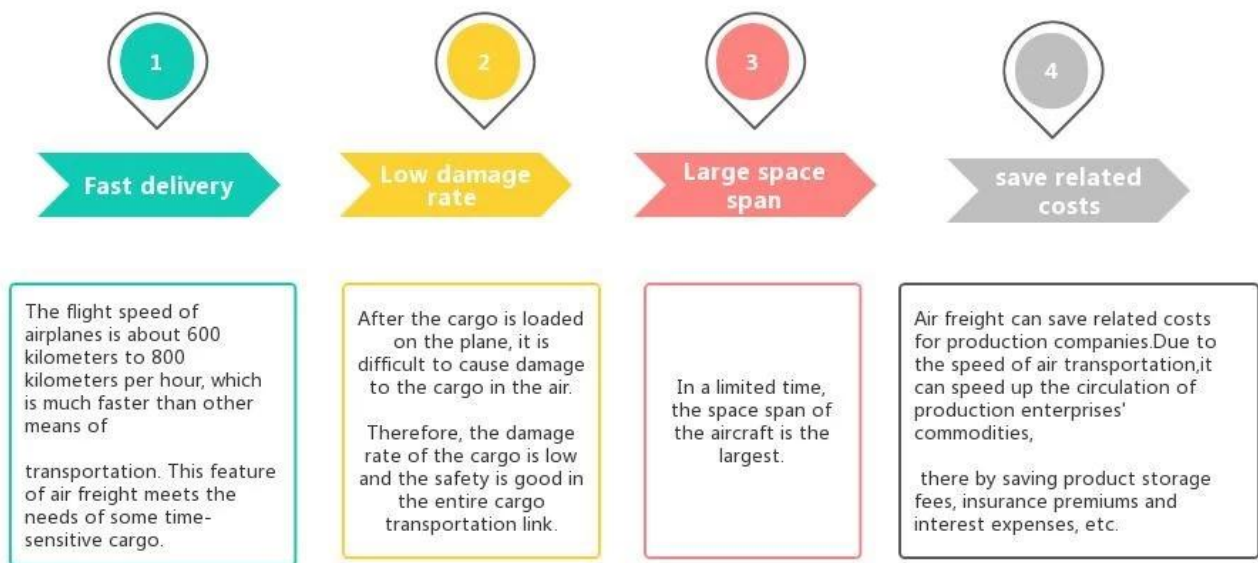 1
2
3
4
Fast delivery
Low damage
rate
Large space
span
save related
costs
The flight speed of
airplanes is about 600
kilometers to 800
kilometers per hour, which
is much faster than other
means of
transportation. This feature
of air freight meets the
needs of some time-
sensitive cargo.
After the cargo is loaded
on the plane, it is
difficult to cause damage
to the cargo in the air.
Therefore, the damage
rate of the cargo is low
and the safety is good in
the entire cargo
transportation link.
In a limited time,
the space span of
the aircraft is the
largest.
Air freight can save related costs
for production companies.Due to
the speed of air transportation,it
can speed up the circulation of
production enterprises'
commodities,
there by saving product storage
fees, insurance premiums and
interest expenses, etc.